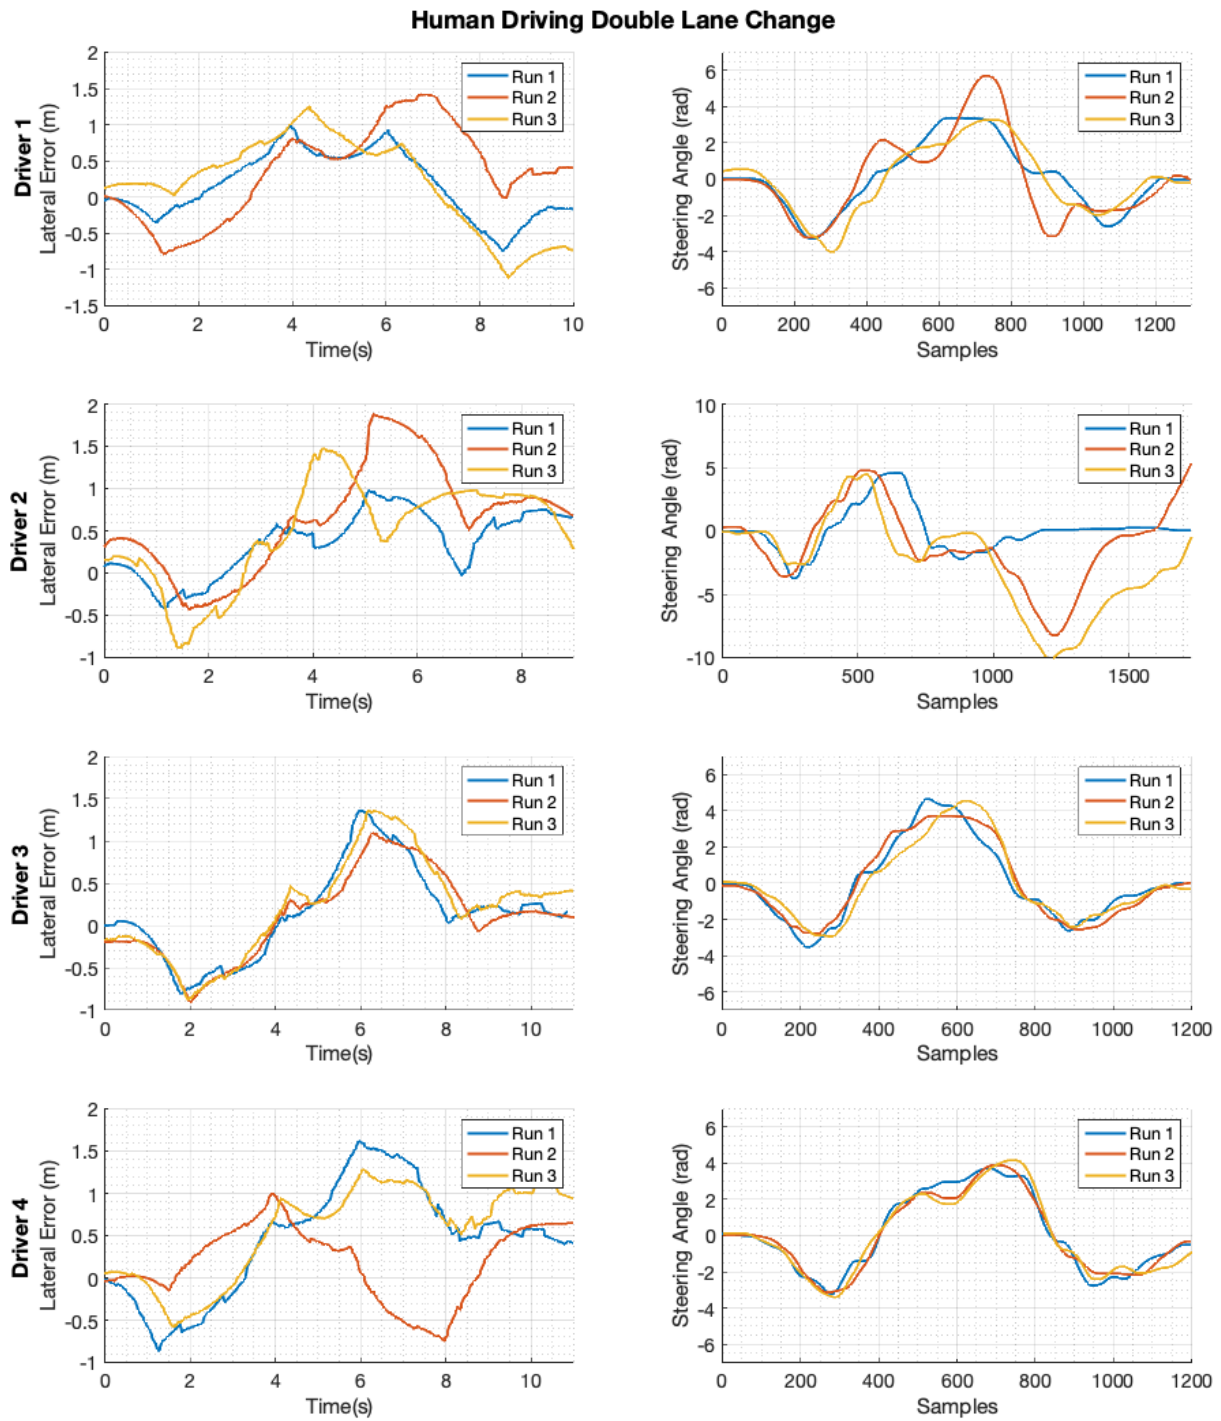 Human Driving Double Lane Change
Driver 1
Lateral Error (m)
2
1.5
1
0.5
0
-0.5
-1
-1.5
0 2 4 6 8 10
Time(s)
Run 1
Run 2
Run 3
Steering Angle (rad)
6
4
2
0
-2
-4
-6
0 200 400 600 800 1000 1200
Samples
Run 1
Run 2
Run 3
Driver 2
Lateral Error (m)
2
1.5
1
0.5
0
-0.5
-1
0 2 4 6 8
Time(s)
Run 1
Run 2
Run 3
Steering Angle (rad)
10
5
0
-5
-10
0 500 1000 1500
Samples
Run 1
Run 2
Run 3
Driver 3
Lateral Error (m)
2
1.5
1
0.5
0
-0.5
-1
0 2 4 6 8 10
Time(s)
Run 1
Run 2
Run 3
Steering Angle (rad)
6
4
2
0
-2
-4
-6
0 200 400 600 800 1000 1200
Samples
Run 1
Run 2
Run 3
Driver 4
Lateral Error (m)
2
1.5
1
0.5
0
-0.5
-1
0 2 4 6 8 10
Time(s)
Run 1
Run 2
Run 3
Steering Angle (rad)
6
4
2
0
-2
-4
-6
0 200 400 600 800 1000 1200
Samples
Run 1
Run 2
Run 3